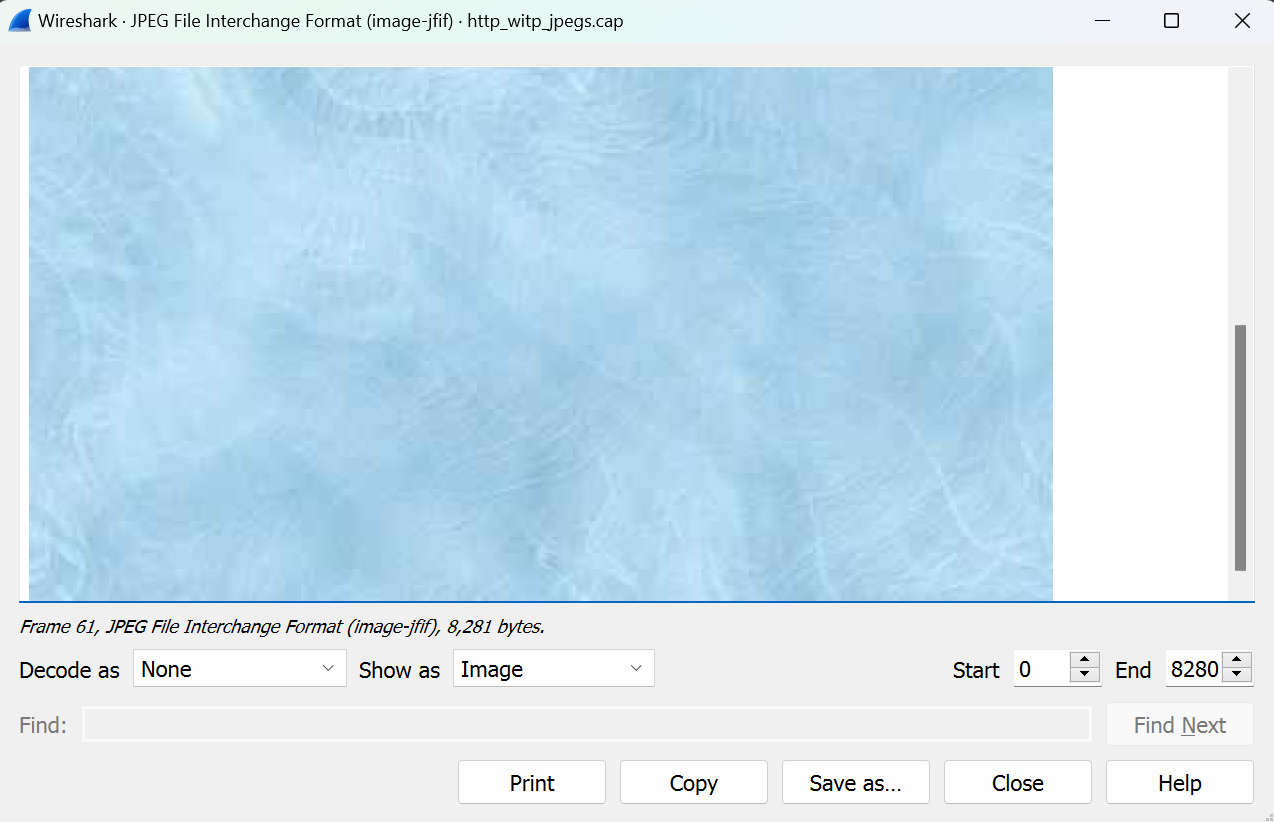 Wireshark · JPEG File Interchange Format (image-jfif) · http_witp_jpegs.cap
Frame 61, JPEG File Interchange Format (image-jfif), 8,281 bytes.
Decode as None Show as Image Start 0 End 8280
Find: Find Next
Print Copy Save as... Close Help